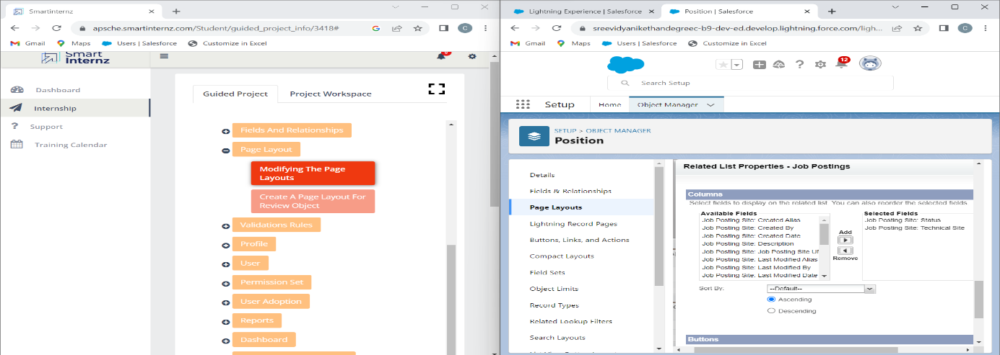 Smartinternz
apsche.smartinternz.com/Student/guided_project_info/3418#
C
Gmail
Maps
Users | Salesforce
Customize in Excel
Smart
Internz
Dashboard
Internship
Support
Training Calendar
Guided Project
Project Workspace
Fields And Relationships
Page Layout
Modifying The Page
Layouts
Create A Page Layout For
Review Object
Validations Rules
Profile
User
Permission Set
User Adoption
Reports
Dashboard
Lightning Experience | Salesforce
Position | Salesforce
sreevidyanikethandegreec-b9-dev-ed.develop.lightning.force.com/ligh...
C
Gmail
Maps
Users | Salesforce
Customize in Excel
12
Search Setup
Setup
Home
Object Manager
SETUP > OBJECT MANAGER
Position
Details
Fields & Relationships
Page Layouts
Lightning Record Pages
Buttons, Links, and Actions
Compact Layouts
Field Sets
Object Limits
Record Types
Related Lookup Filters
Search Layouts
Related List Properties - Job Postings
Columns
Select fields to display on the related list. You can also reorder the selected fields.
Available Fields
Job Posting Site: Created Alias
Job Posting Site: Created By
Job Posting Site: Created Date
Job Posting Site: Description
Job Posting Site: Job Posting Site UF
Job Posting Site: Last Modified Alias
Job Posting Site: Last Modified By
Job Posting Site: Last Modified Date
Add
Remove
Selected Fields
Job Posting Site: Status
Job Posting Site: Technical Site
Sort By:
--Default--
Ascending
Descending
Buttons